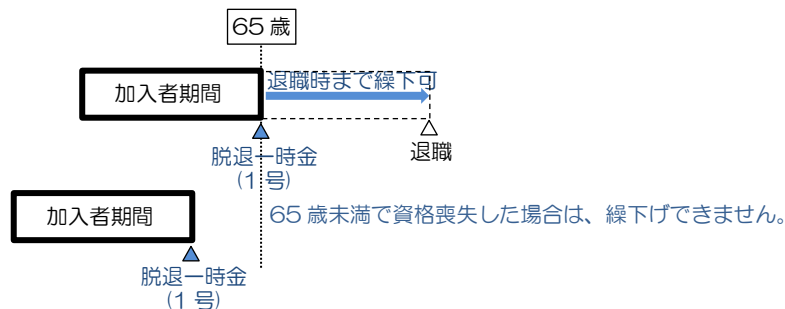 65 歳
加入者期間
退職時まで繰下可
脱退一時金
(1 号)
退職
加入者期間
65 歳未満で資格喪失した場合は、繰下げできません。
脱退一時金
(1 号)